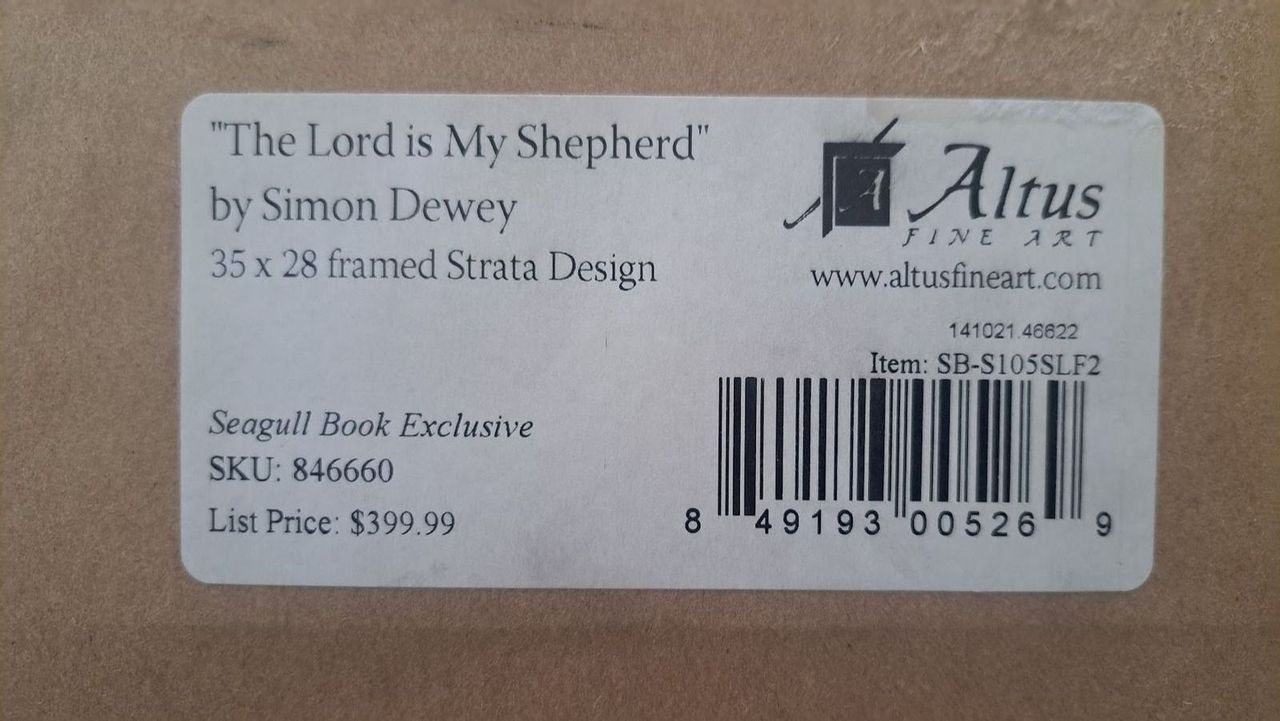 "The Lord is My Shepherd"
by Simon Dewey
35 x 28 framed Strata Design
A
Altus
FINE ART
www.altusfineart.com
141021.46622
Item: SB-S105SLF2
Seagull Book Exclusive
SKU: 846660
List Price: $399.99
8 49193 00526 9